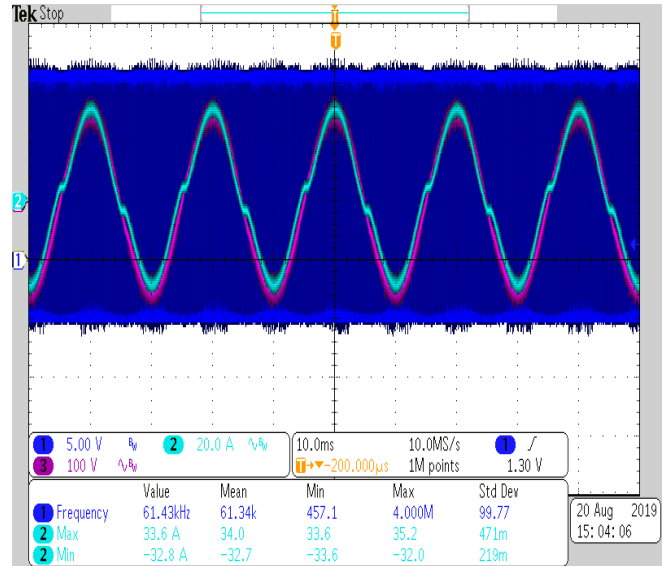 Tek Stop
T
T
2
1
1 5.00 V Bw 2 20.0 A ∿Bw
3 100 V ∿Bw
10.0ms 10.0MS/s 1 ∫
T→▼-200.000µs 1M points 1.30 V
Value Mean Min Max Std Dev
1 Frequency 61.43kHz 61.34k 457.1 4.000M 99.77
2 Max 33.6 A 34.0 33.6 35.2 471m
2 Min -32.8 A -32.7 -33.6 -32.0 219m
20 Aug 2019
15:04:06